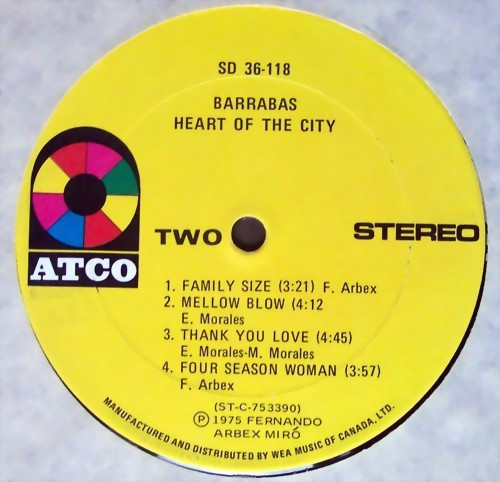 SD 36-118
BARRABAS
HEART OF THE CITY
ATCO
TWO
STEREO
1. FAMILY SIZE (3:21) F. Arbex
2. MELLOW BLOW (4:12
E. Morales
3. THANK YOU LOVE (4:45)
E. Morales-M. Morales
4. FOUR SEASON WOMAN (3:57)
F. Arbex
(ST-C-753390)
Ⓟ 1975 FERNANDO
ARBEX MIRÓ
MANUFACTURED AND DISTRIBUTED BY WEA MUSIC OF CANADA, LTD.